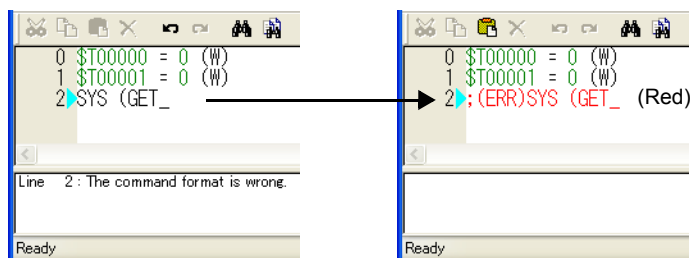 0 $T00000 = 0 (W)
1 $T00001 = 0 (W)
2 SYS (GET_
Line 2 : The command format is wrong.
Ready
0 $T00000 = 0 (W)
1 $T00001 = 0 (W)
2 ;(ERR)SYS (GET_ (Red)
Ready